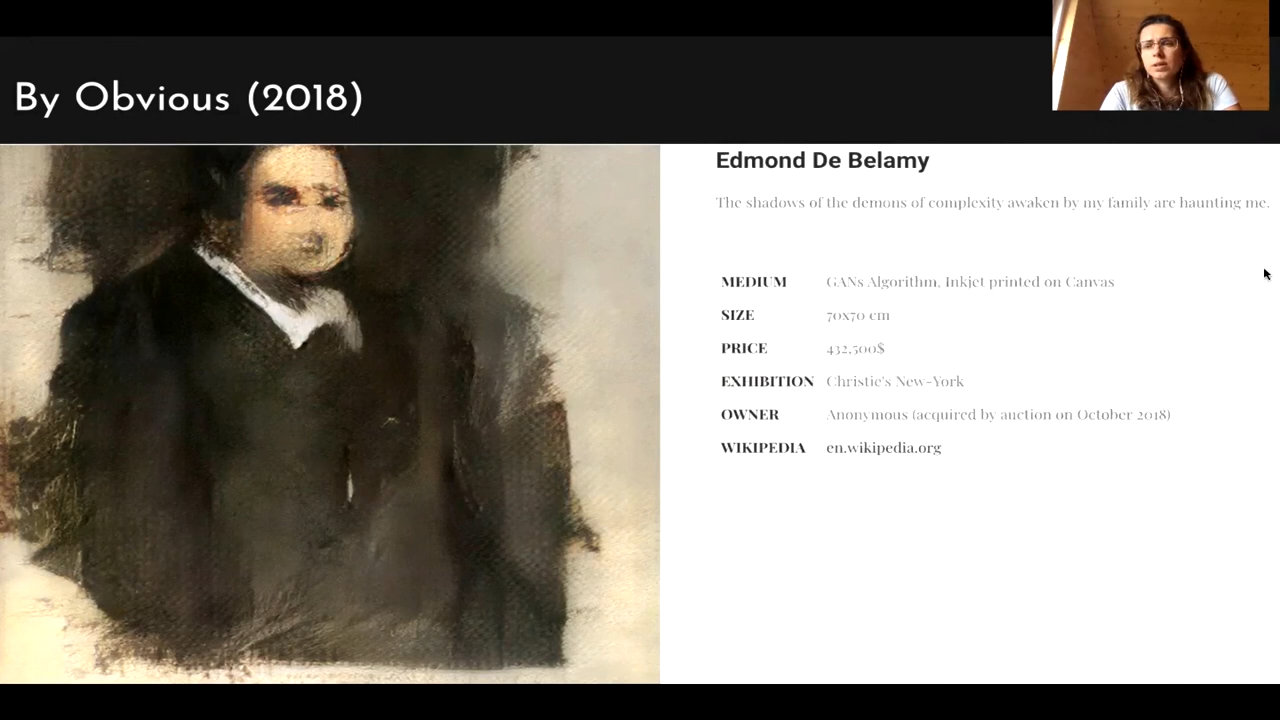 By Obvious (2018)
Edmond De Belamy
The shadows of the demons of complexity awaken by my family are haunting me.
MEDIUM GANs Algorithm, Inkjet printed on Canvas
SIZE 70x70 cm
PRICE 432,500$
EXHIBITION Christie's New-York
OWNER Anonymous (acquired by auction on October 2018)
WIKIPEDIA en.wikipedia.org